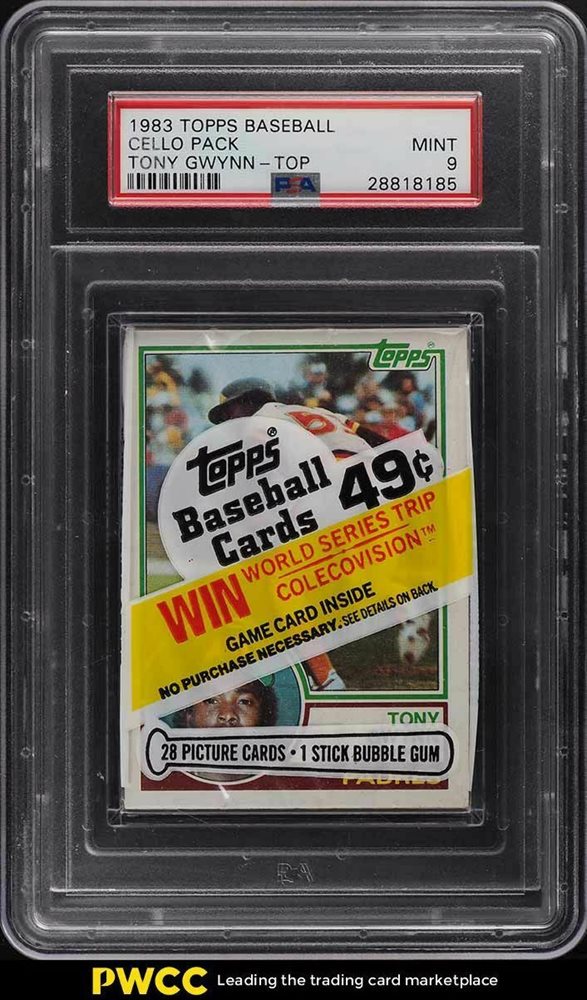 1983 TOPPS BASEBALL
CELLO PACK MINT
TONY GWYNN - TOP 9
PSA 28818185
topps®
topps®
Baseball
Cards 49¢
WIN WORLD SERIES TRIP
COLECOVISION™
GAME CARD INSIDE
NO PURCHASE NECESSARY. SEE DETAILS ON BACK.
TONY
28 PICTURE CARDS • 1 STICK BUBBLE GUM
PADRES
PSA
PWCC Leading the trading card marketplace